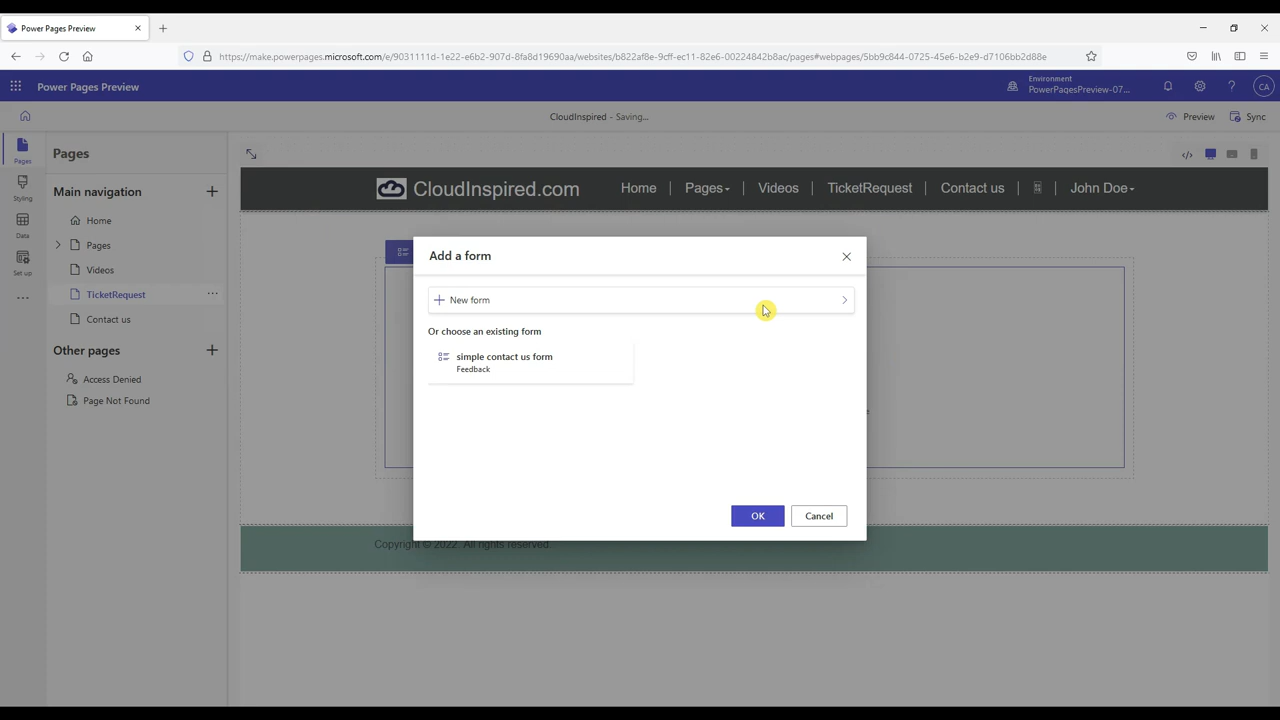 Power Pages Preview
https://make.powerpages.microsoft.com/e/9031111d-1e22-e6b2-907d-8fa8d19690aa/websites/b822af8e-9cff-ec11-82e6-00224842b8ac/pages#webpages/5bb9c844-0725-45e6-b2e9-d7106bb2d88e
Power Pages Preview
Environment
PowerPagesPreview-07...
CA
CloudInspired - Saving...
Preview
Sync
Pages
Styling
Data
Set up
Pages
Main navigation
Home
Pages
Videos
TicketRequest
Contact us
Other pages
Access Denied
Page Not Found
CloudInspired.com
Home
Pages
Videos
TicketRequest
Contact us
John Doe
Add a form
New form
Or choose an existing form
simple contact us form
Feedback
OK
Cancel
Copyright © 2022. All rights reserved.